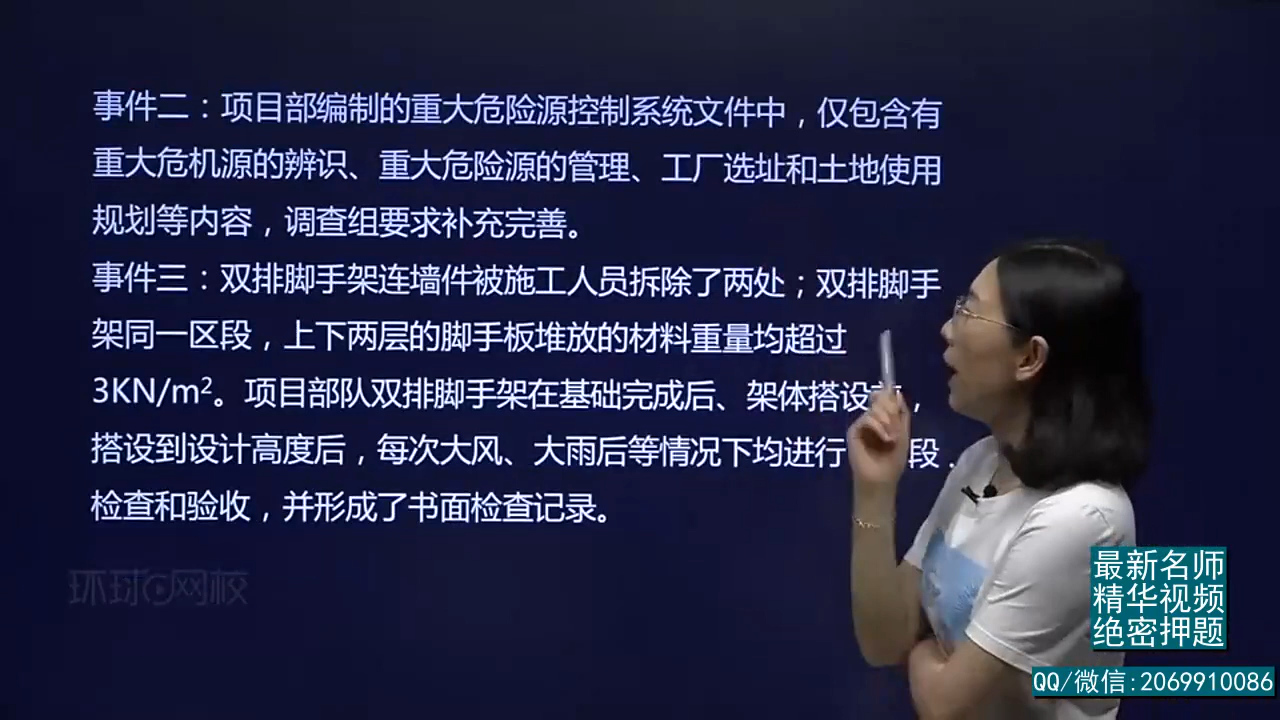 事件二：项目部编制的重大危险源控制系统文件中，仅包含有
重大危机源的辨识、重大危险源的管理、工厂选址和土地使用
规划等内容，调查组要求补充完善。
事件三：双排脚手架连墙件被施工人员拆除了两处；双排脚手
架同一区段，上下两层的脚手板堆放的材料重量均超过
3KN/m²。项目部队双排脚手架在基础完成后、架体搭设，
搭设到设计高度后，每次大风、大雨后等情况下均进行段
检查和验收，并形成了书面检查记录。
环球网校
最新名师
精华视频
绝密押题
QQ/微信:2069910086